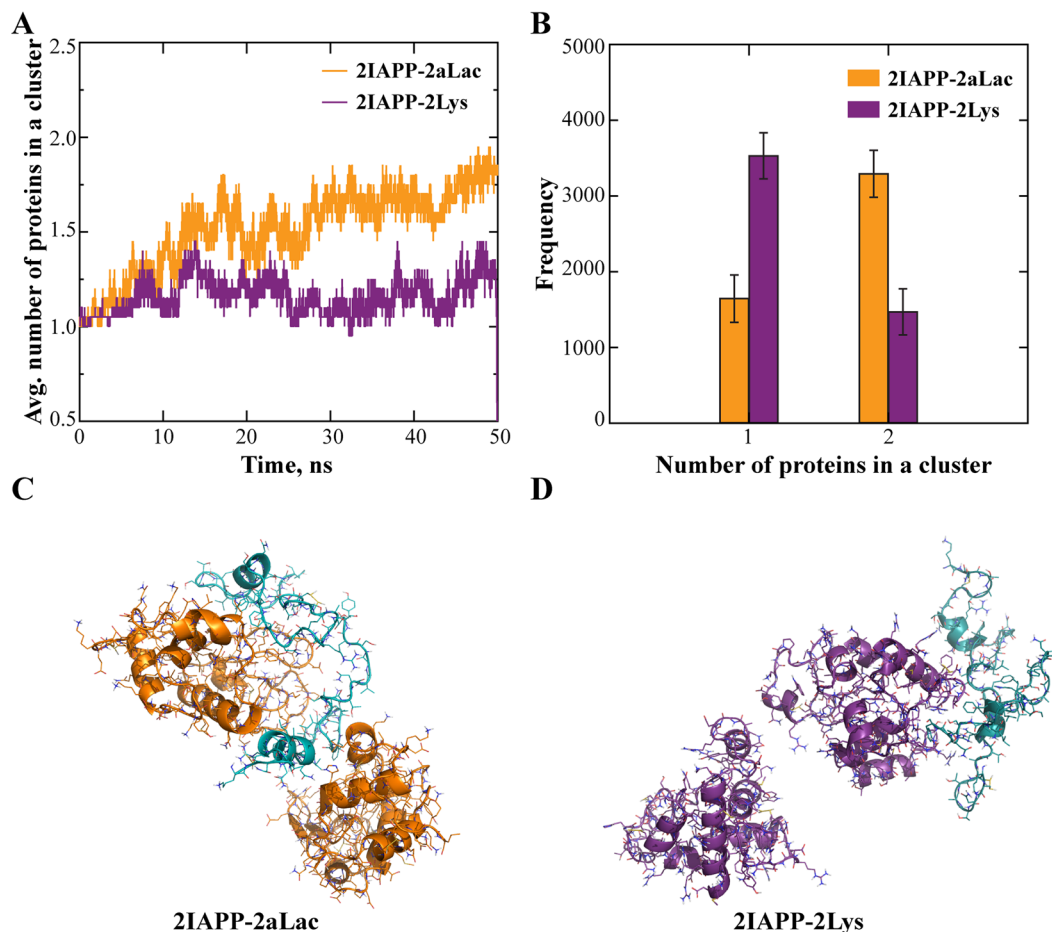 A
Avg. number of proteins in a cluster
2.5
2.0
1.5
1.0
0.5
2IAPP-2aLac
2IAPP-2Lys
0
10
20
30
40
50
Time, ns
B
Frequency
5000
4000
3000
2000
1000
0
2IAPP-2aLac
2IAPP-2Lys
1
2
Number of proteins in a cluster
C
2IAPP-2aLac
D
2IAPP-2Lys